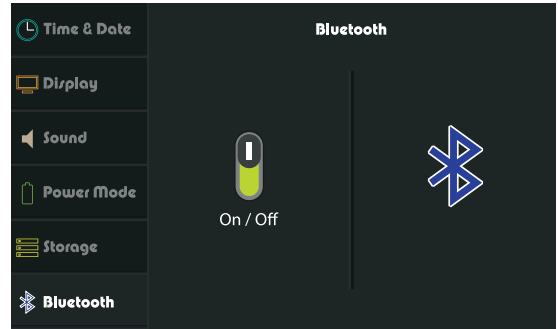 Time & Date
Display
Sound
Power Mode
Storage
Bluetooth
Bluetooth
On / Off